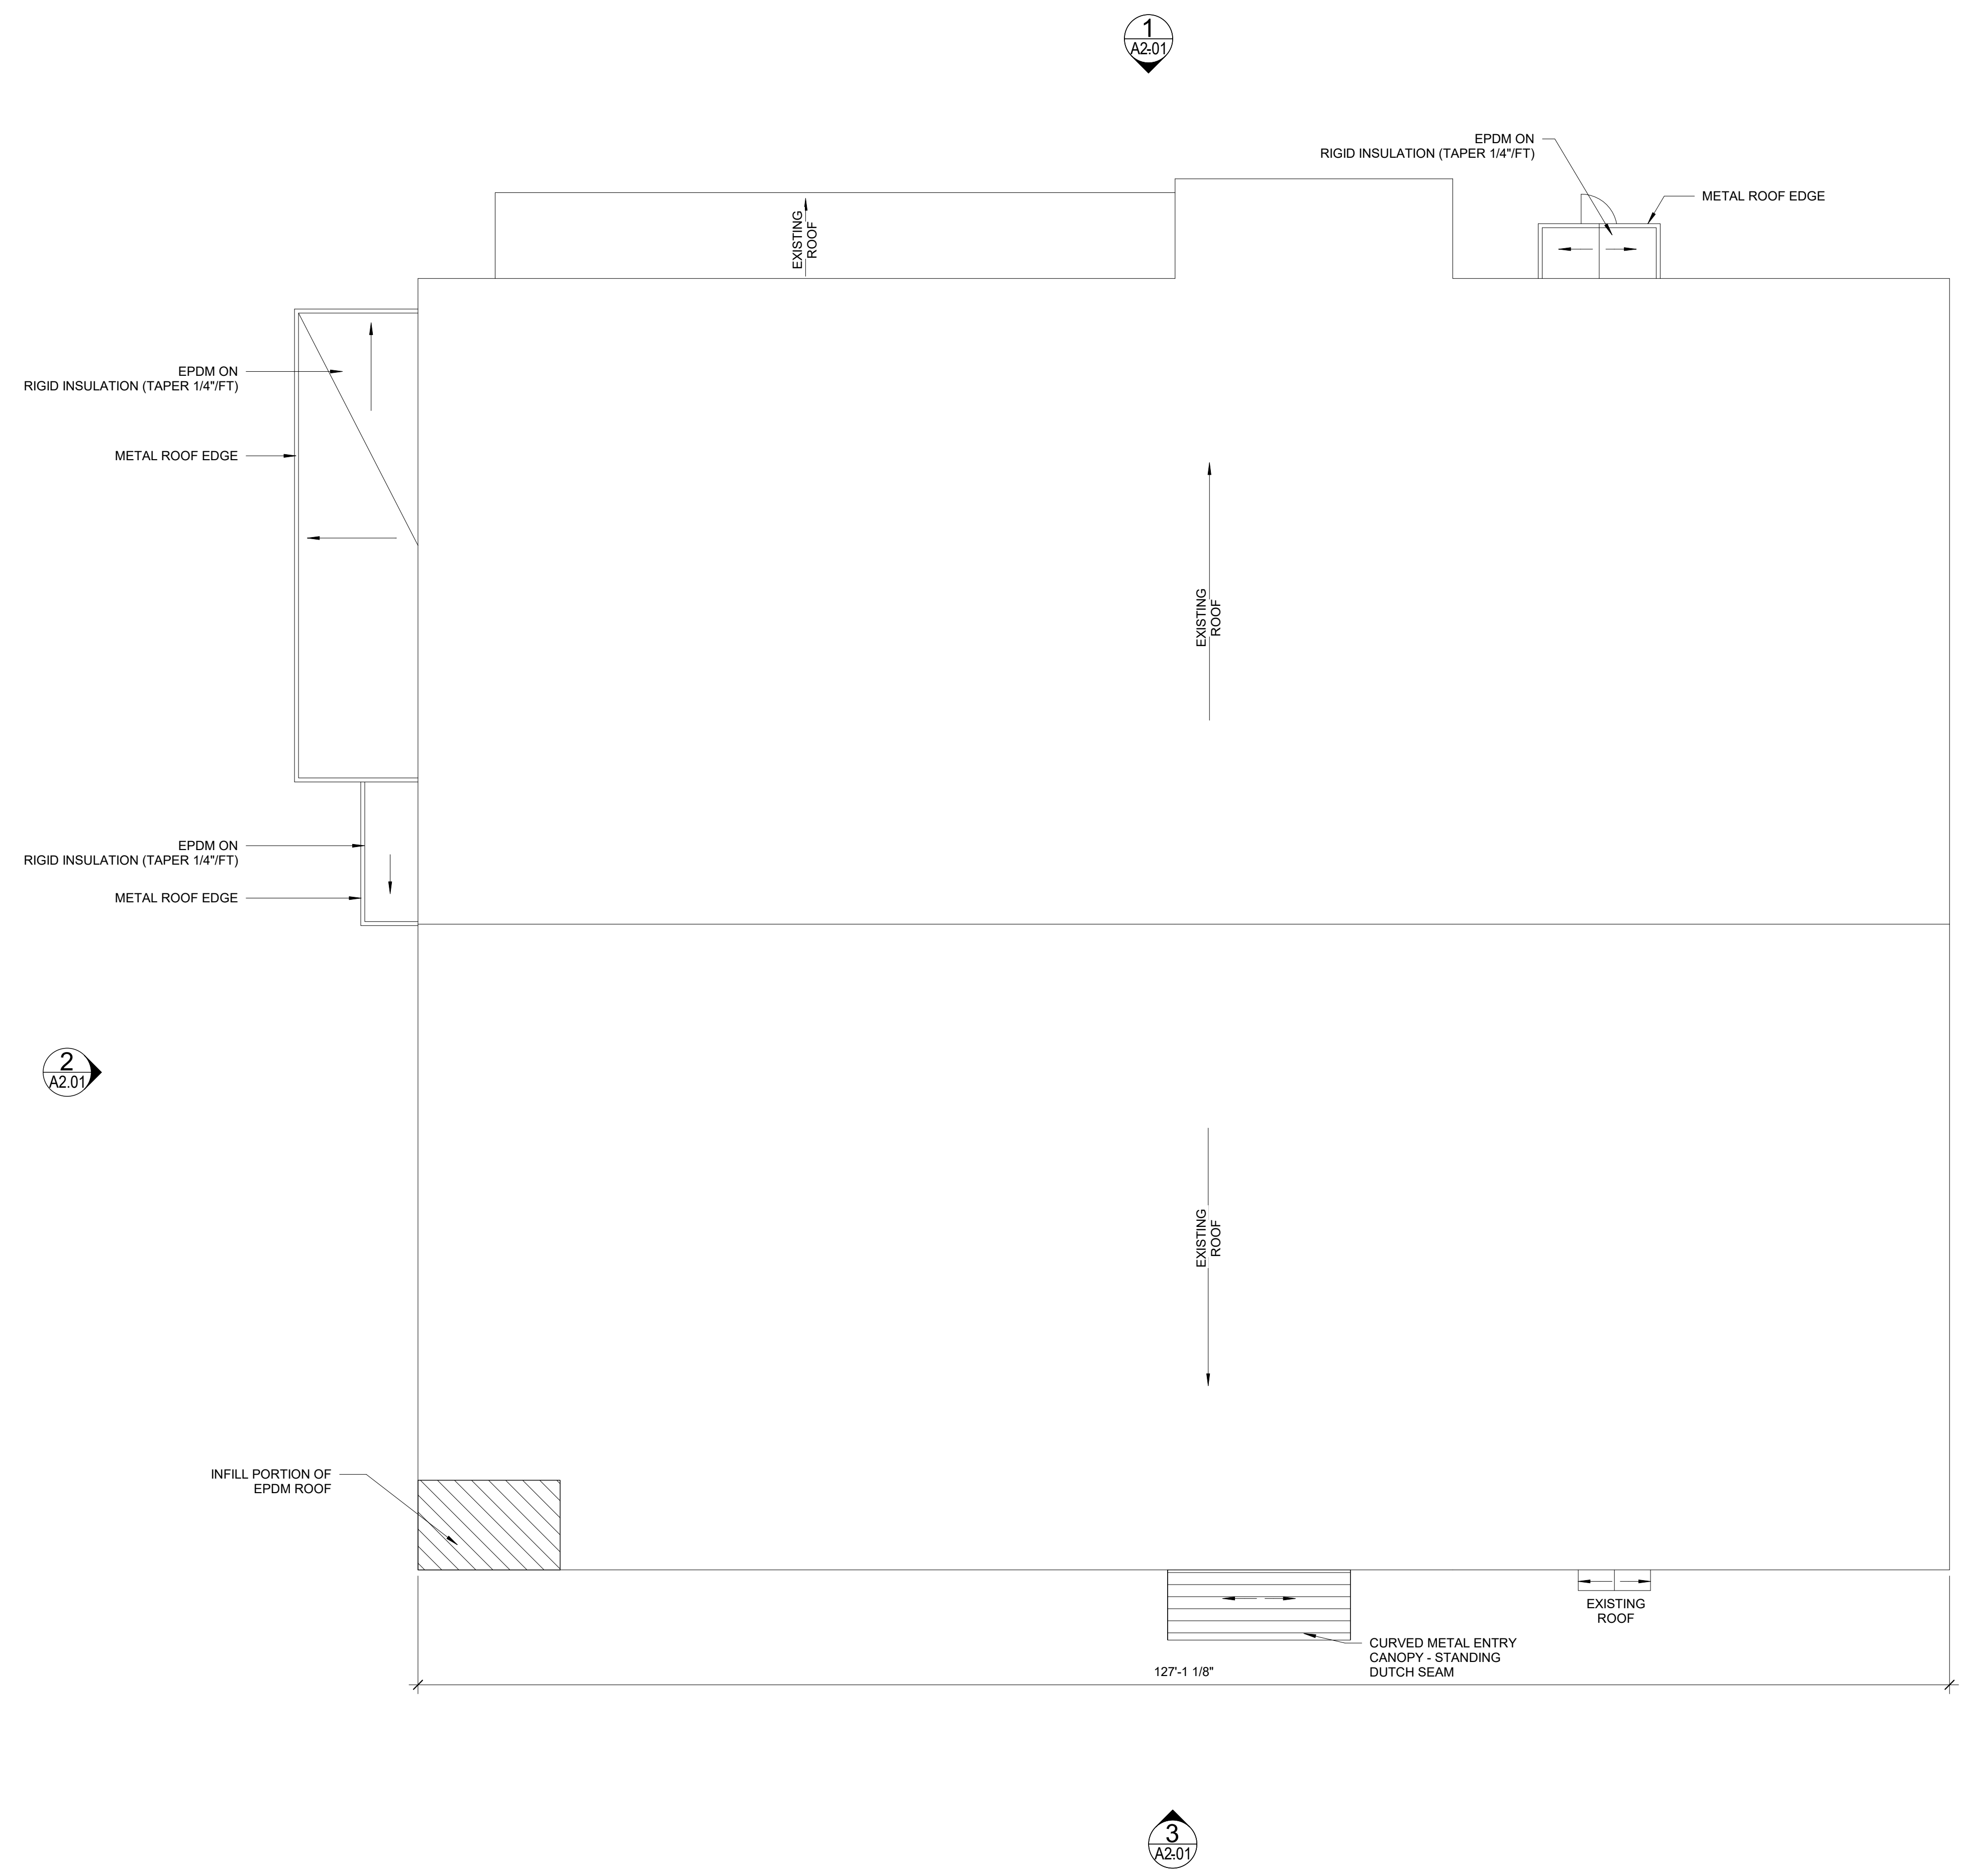 1
A2.01
EPDM ON
RIGID INSULATION (TAPER 1/4"/FT)
METAL ROOF EDGE
EXISTING
ROOF
EPDM ON
RIGID INSULATION (TAPER 1/4"/FT)
METAL ROOF EDGE
EXISTING
ROOF
EPDM ON
RIGID INSULATION (TAPER 1/4"/FT)
METAL ROOF EDGE
2
A2.01
EXISTING
ROOF
INFILL PORTION OF
EPDM ROOF
EXISTING
ROOF
CURVED METAL ENTRY
CANOPY - STANDING
DUTCH SEAM
127'-1 1/8"
3
A2.01